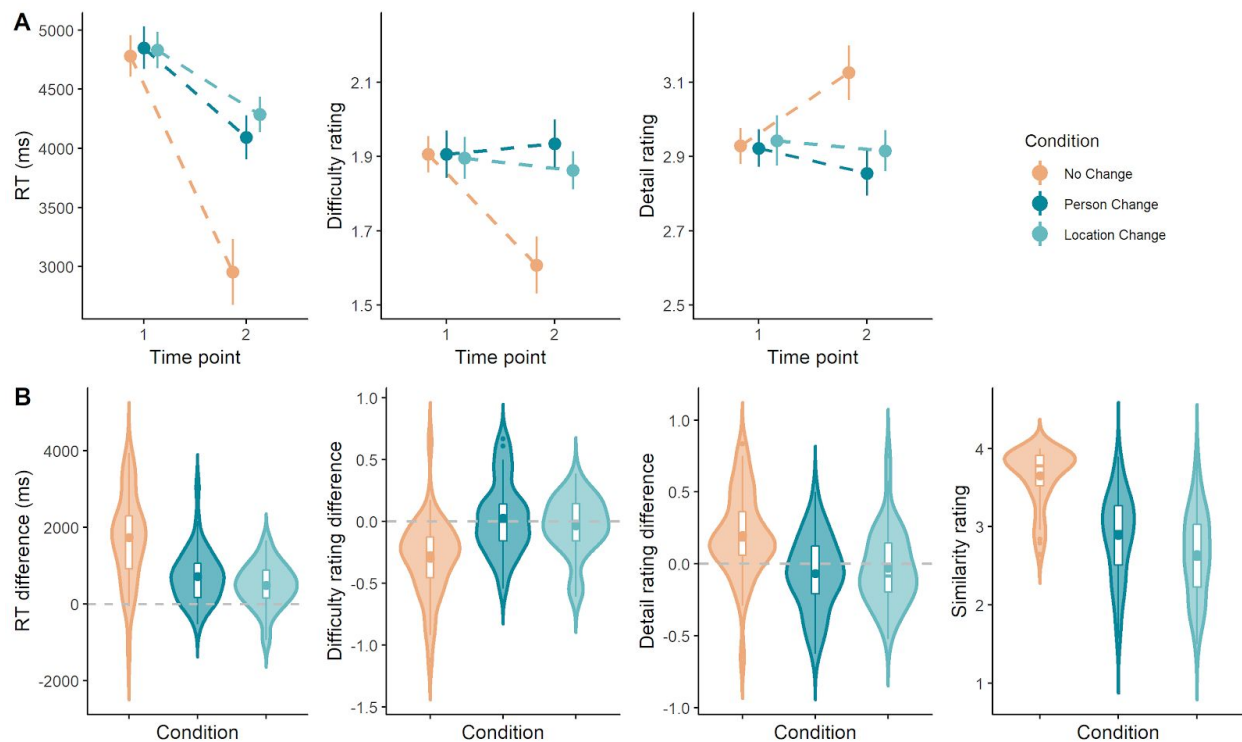 A
RT (ms)
5000
4500
4000
3500
3000
1
2
Time point
Difficulty rating
2.1
1.9
1.7
1.5
1
2
Time point
Detail rating
3.1
2.9
2.7
2.5
1
2
Time point
Condition
No Change
Person Change
Location Change
B
RT difference (ms)
4000
2000
0
-2000
Condition
Difficulty rating difference
1.0
0.5
0.0
-0.5
-1.0
-1.5
Condition
Detail rating difference
1.0
0.5
0.0
-0.5
-1.0
Condition
Similarity rating
4
3
2
1
Condition